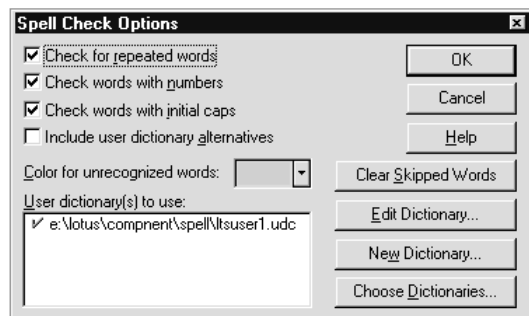 Spell Check Options
Check for repeated words
Check words with numbers
Check words with initial caps
Include user dictionary alternatives
Color for unrecognized words:
User dictionary(s) to use:
e:\lotus\compnent\spell\ltsuser1.udc
OK
Cancel
Help
Clear Skipped Words
Edit Dictionary...
New Dictionary...
Choose Dictionaries...